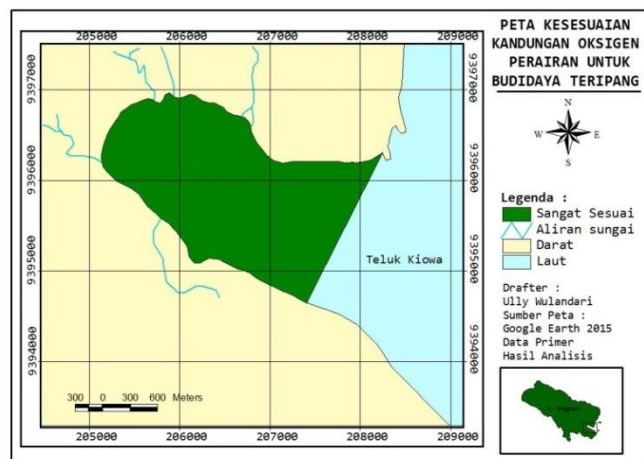 PETA KESESUAIAN
KANDUNGAN OKSIGEN
PERAIRAN UNTUK
BUDIDAYA TERIPANG
N
W E
S
Legenda :
Sangat Sesuai
Aliran sungai
Darat
Laut
Drafter :
Ully Wulandari
Sumber Peta :
Google Earth 2015
Data Primer
Hasil Analisis
205000 206000 207000 208000 209000
9397000 9397000
9396000 9396000
9395000 9395000
9394000 9394000
Teluk Kiowa
300 0 300 600 Meters
205000 206000 207000 208000 209000